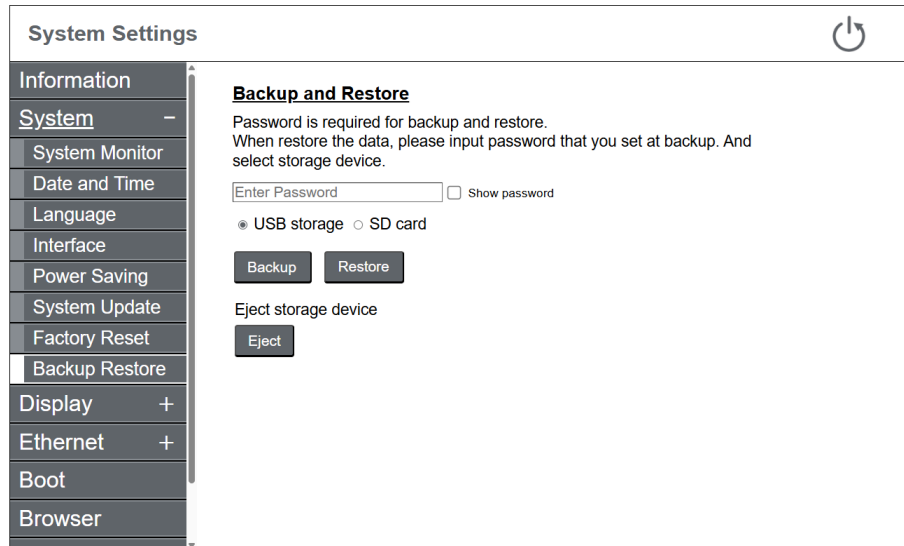 System Settings
Information
System −
System Monitor
Date and Time
Language
Interface
Power Saving
System Update
Factory Reset
Backup Restore
Display +
Ethernet +
Boot
Browser
Backup and Restore
Password is required for backup and restore.
When restore the data, please input password that you set at backup. And
select storage device.
Enter Password Show password
USB storage SD card
Backup Restore
Eject storage device
Eject